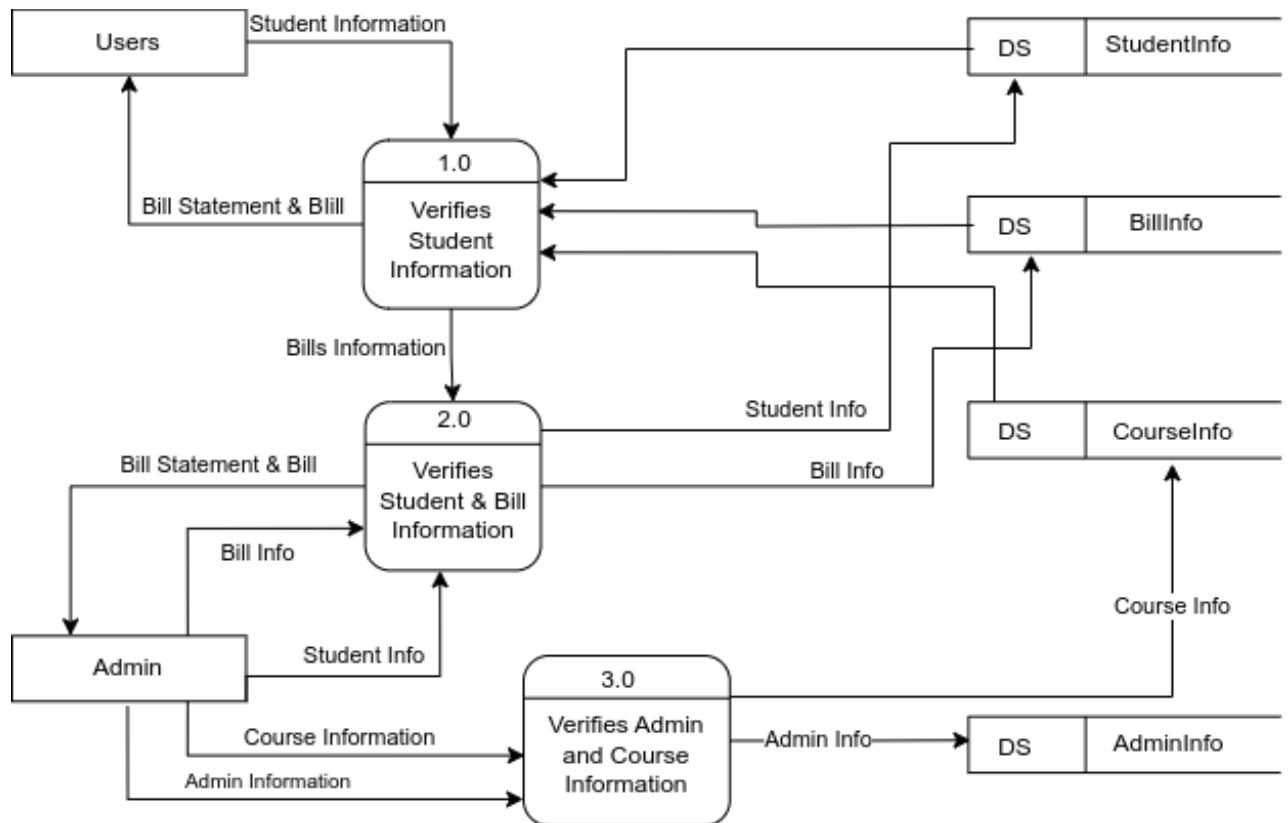 Users
Student Information
DS
StudentInfo
1.0
Verifies
Student
Information
Bill Statement & Blill
DS
BillInfo
Bills Information
2.0
Verifies
Student & Bill
Information
Student Info
DS
CourseInfo
Bill Statement & Bill
Bill Info
Bill Info
Course Info
Admin
Student Info
3.0
Verifies Admin
and Course
Information
Course Information
Admin Info
DS
AdminInfo
Admin Information